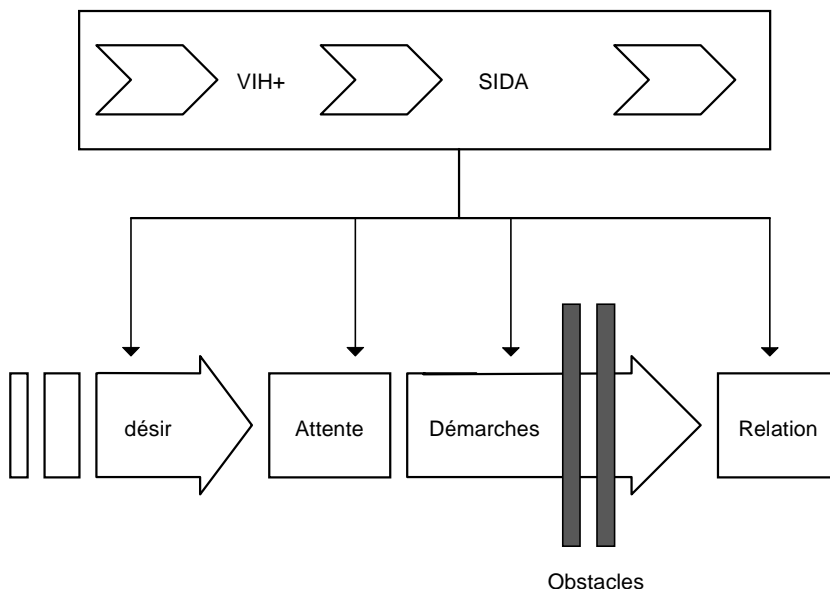 VIH+ SIDA
désir Attente Démarches Relation
Obstacles